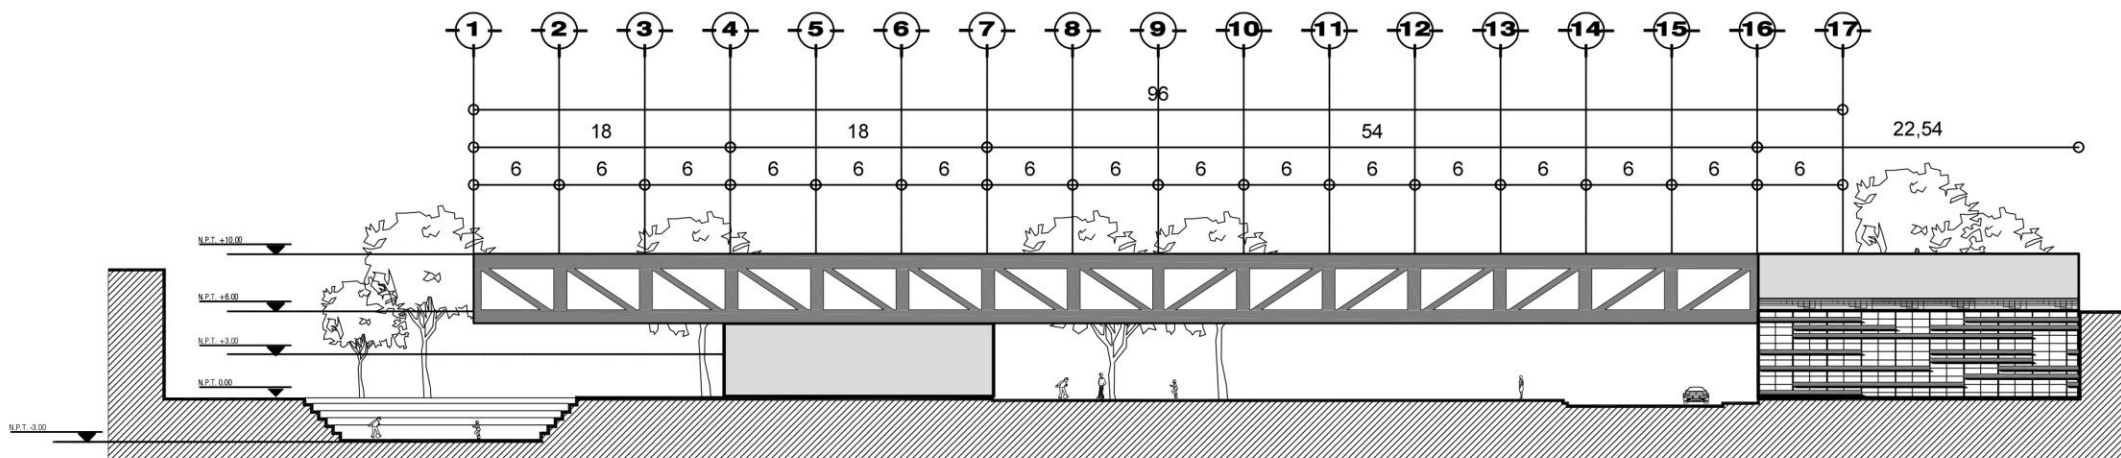 1 2 3 4 5 6 7 8 9 10 11 12 13 14 15 16 17
96
18 18 54 22,54
6 6 6 6 6 6 6 6 6 6 6 6 6 6 6 6
N.P.T. +10.00
N.P.T. +6.00
N.P.T. +3.00
N.P.T. 0.00
N.P.T. -3.00